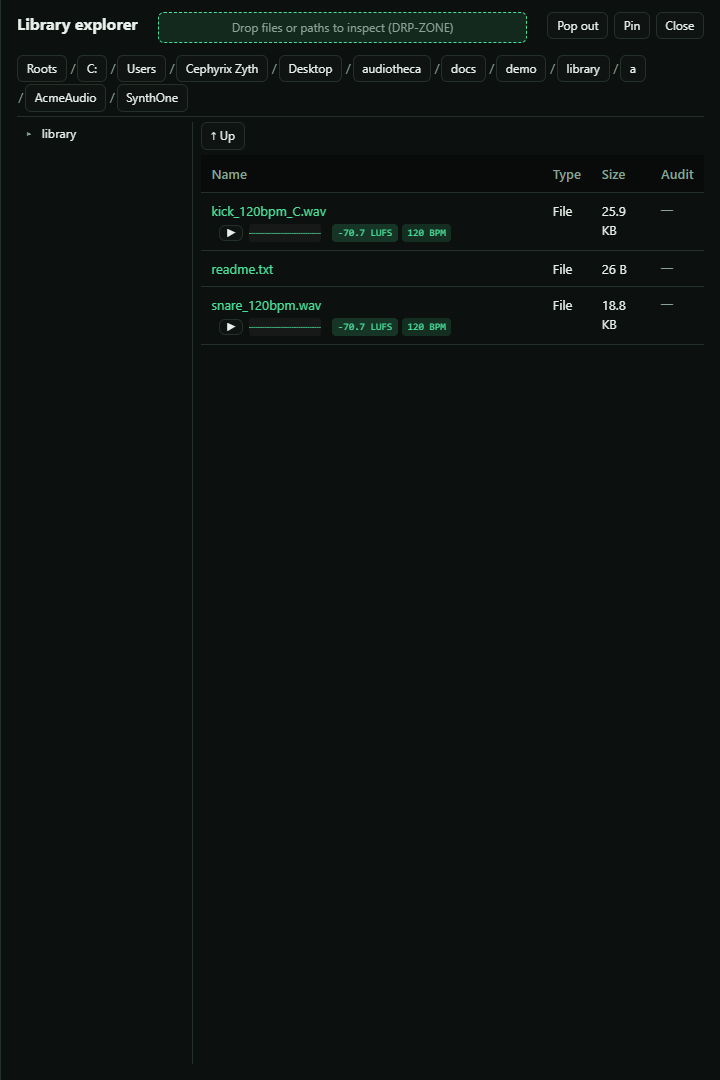 Library explorer
Drop files or paths to inspect (DRP-ZONE)
Pop out
Pin
Close
Roots / C: / Users / Cephyrix Zyth / Desktop / audiotheca / docs / demo / library / a
/ AcmeAudio / SynthOne
▸ library
↑ Up
Name Type Size Audit
kick_120bpm_C.wav File 25.9 KB —
▶ -70.7 LUFS 120 BPM
readme.txt File 26 B —
snare_120bpm.wav File 18.8 KB —
▶ -70.7 LUFS 120 BPM